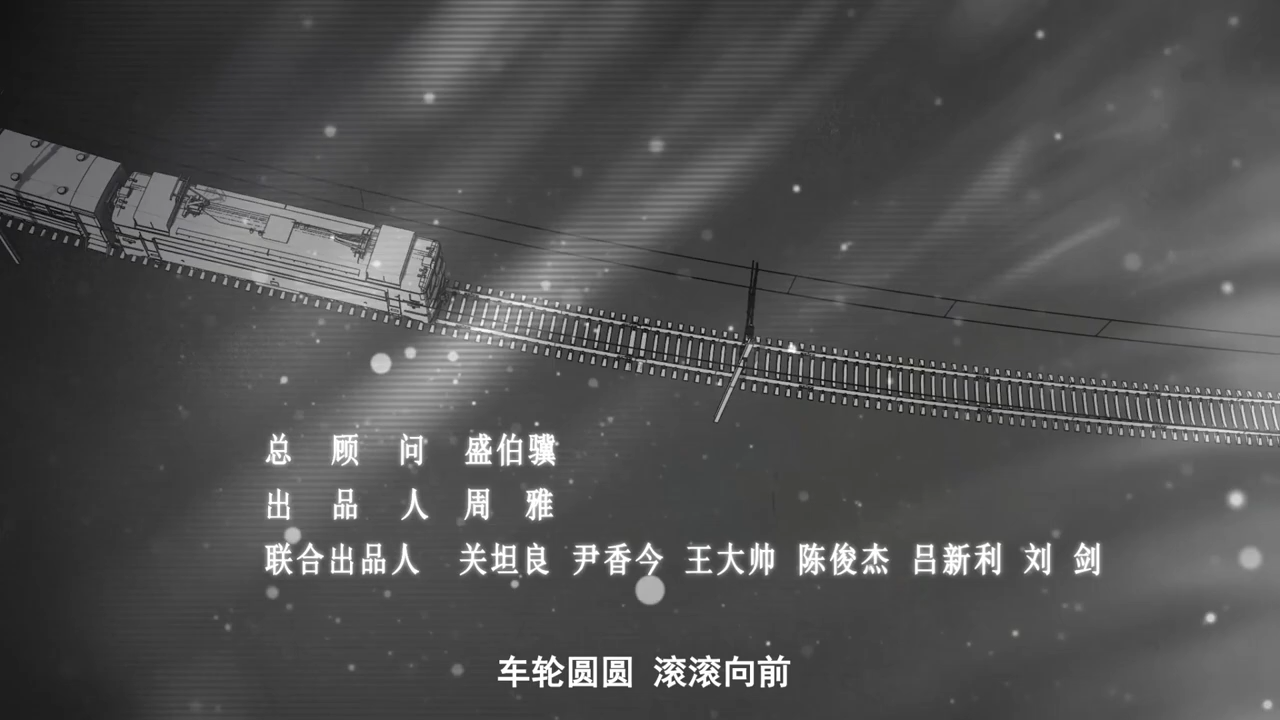 总 顾 问 盛伯骥
出 品 人 周 雅
联合出品人 关坦良 尹香今 王大帅 陈俊杰 吕新利 刘 剑
车轮圆圆 滚滚向前